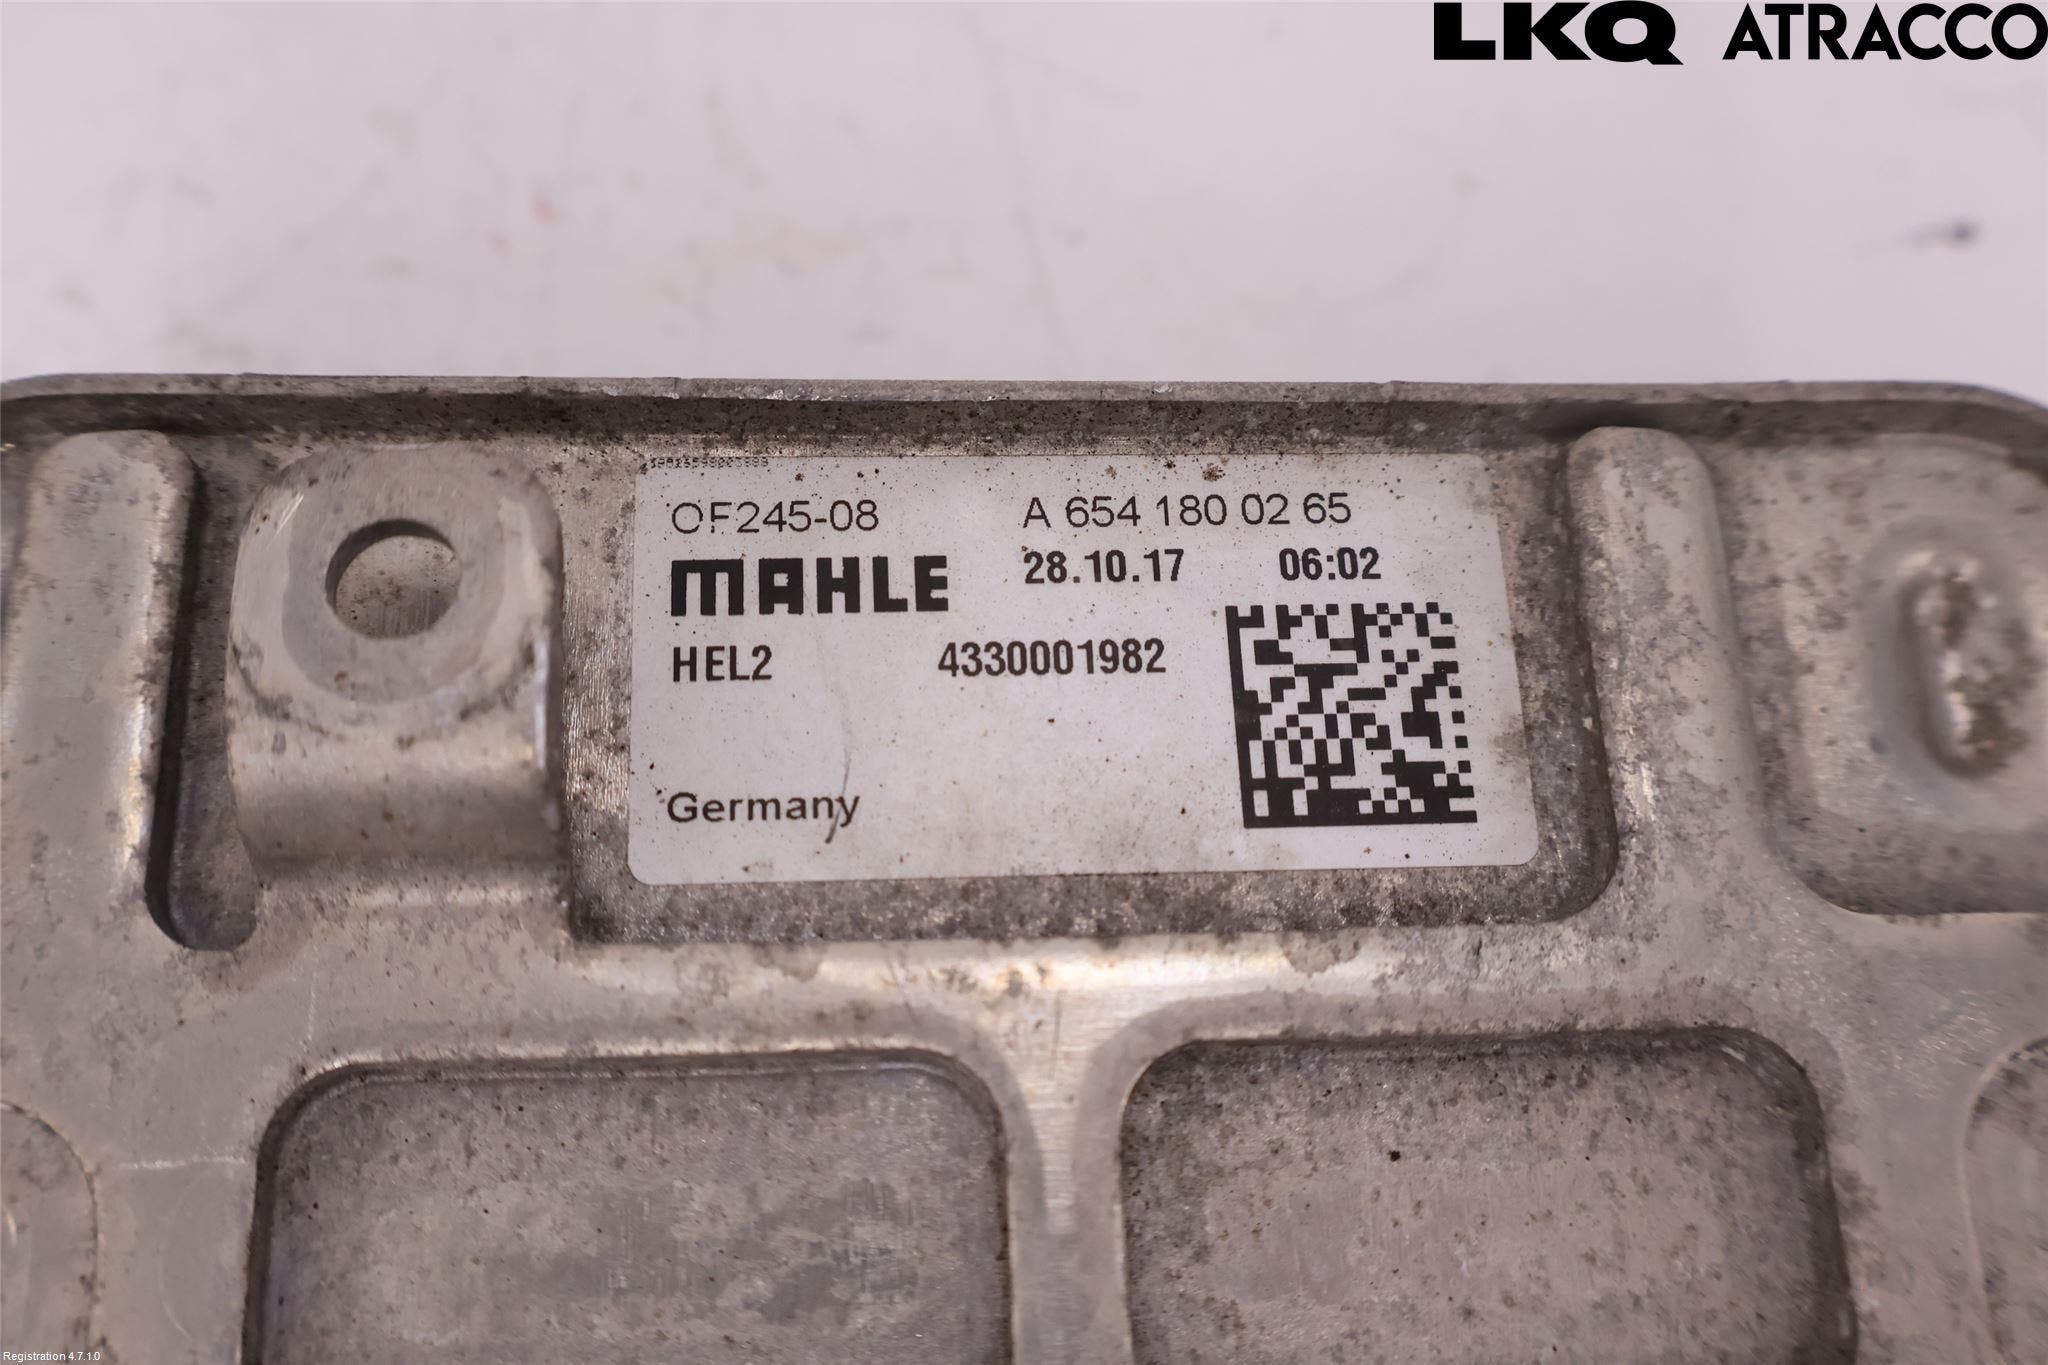 LKQ ATRACCO
OF245-08 A 654 180 02 65
MAHLE 28.10.17 06:02
HEL2 4330001982
Germany
Registration 4.7.1.0